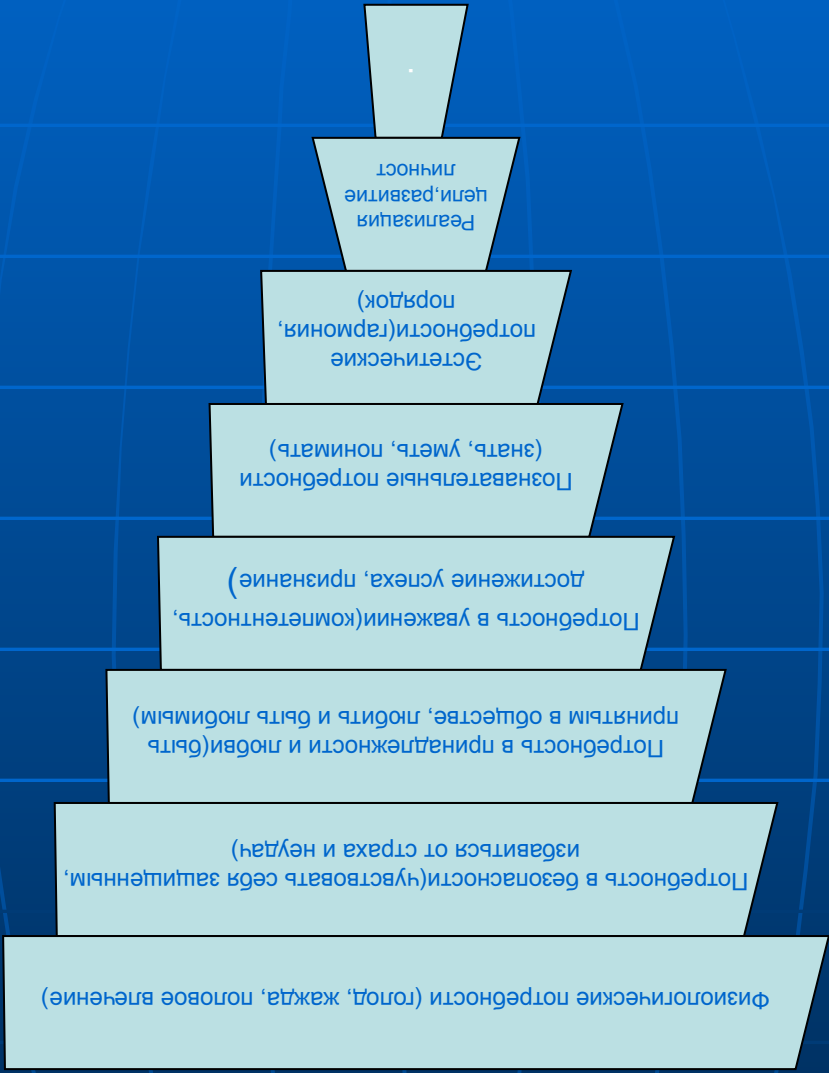 .
Реализация
цели,развитие
личност
Эстетические
потребности(гармония,
порядок)
Познавательные потребности
(знать, уметь, понимать)
Потребность в уважении(компетентность,
достижение успеха, признание)
Потребность в принадлежности и любви(быть
принятым в обществе, любить и быть любимым)
Потребность в безопасности(чувствовать себя защищенным,
избавиться от страха и неудач)
Физиологические потребности (голод, жажда, половое влечение)